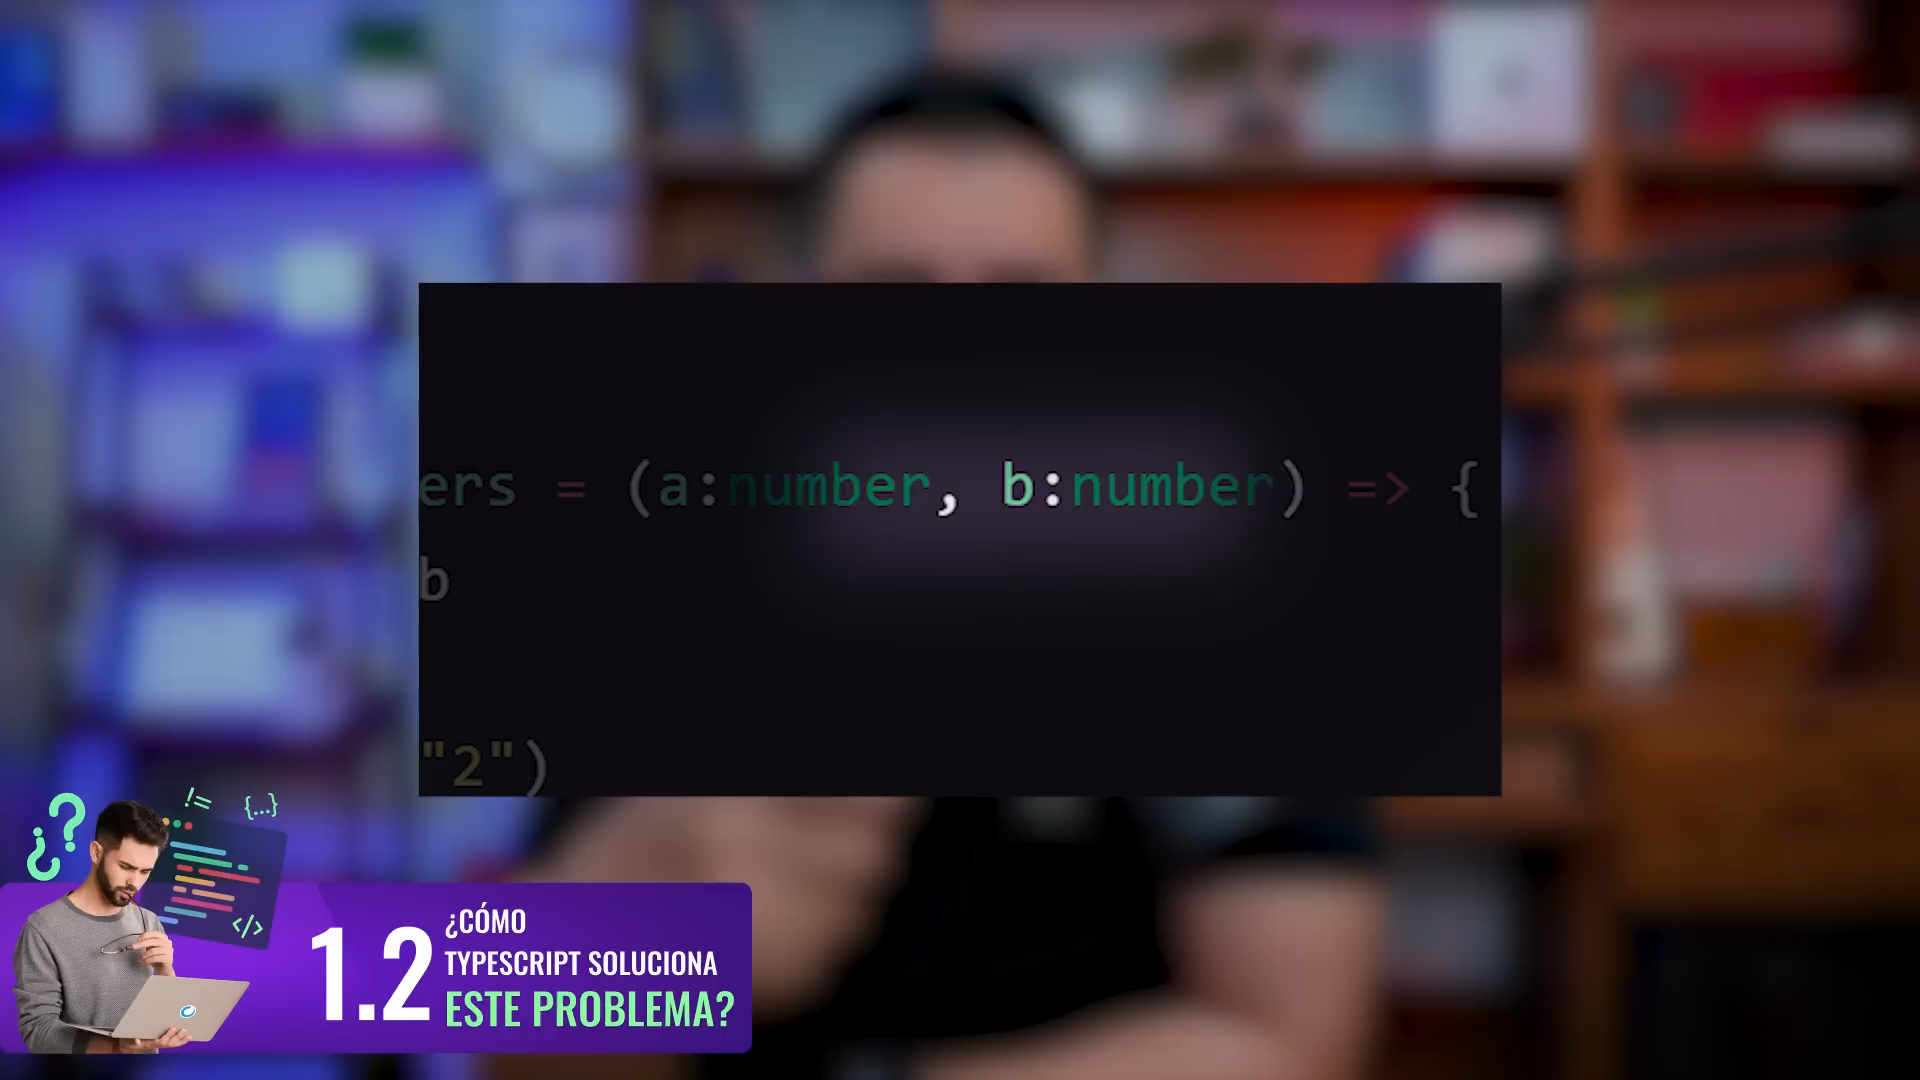 ers = (a:number, b:number) => {
b
"2")
¿?
!=
{...}
</>
1.2
¿CÓMO
TYPESCRIPT SOLUCIONA
ESTE PROBLEMA?